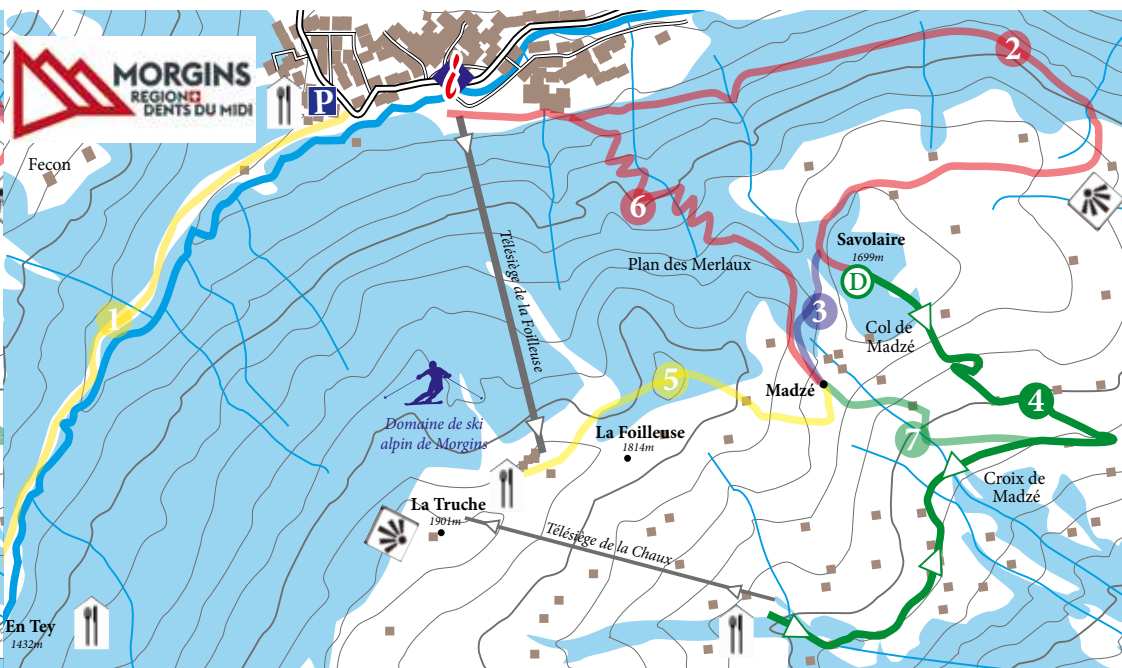 MORGINS
REGION DENTS DU MIDI
P
i
2
Fecon
6
Savolaire
1699m
D
Plan des Merlaux
Télésiège de la Foilleuse
1
3
Col de
Madzé
5
Madzé
4
Domaine de ski
alpin de Morgins
La Foilleuse
1814m
7
Croix de
Madzé
La Truche
1901m
Télésiège de la Chaux
En Tey
1432m